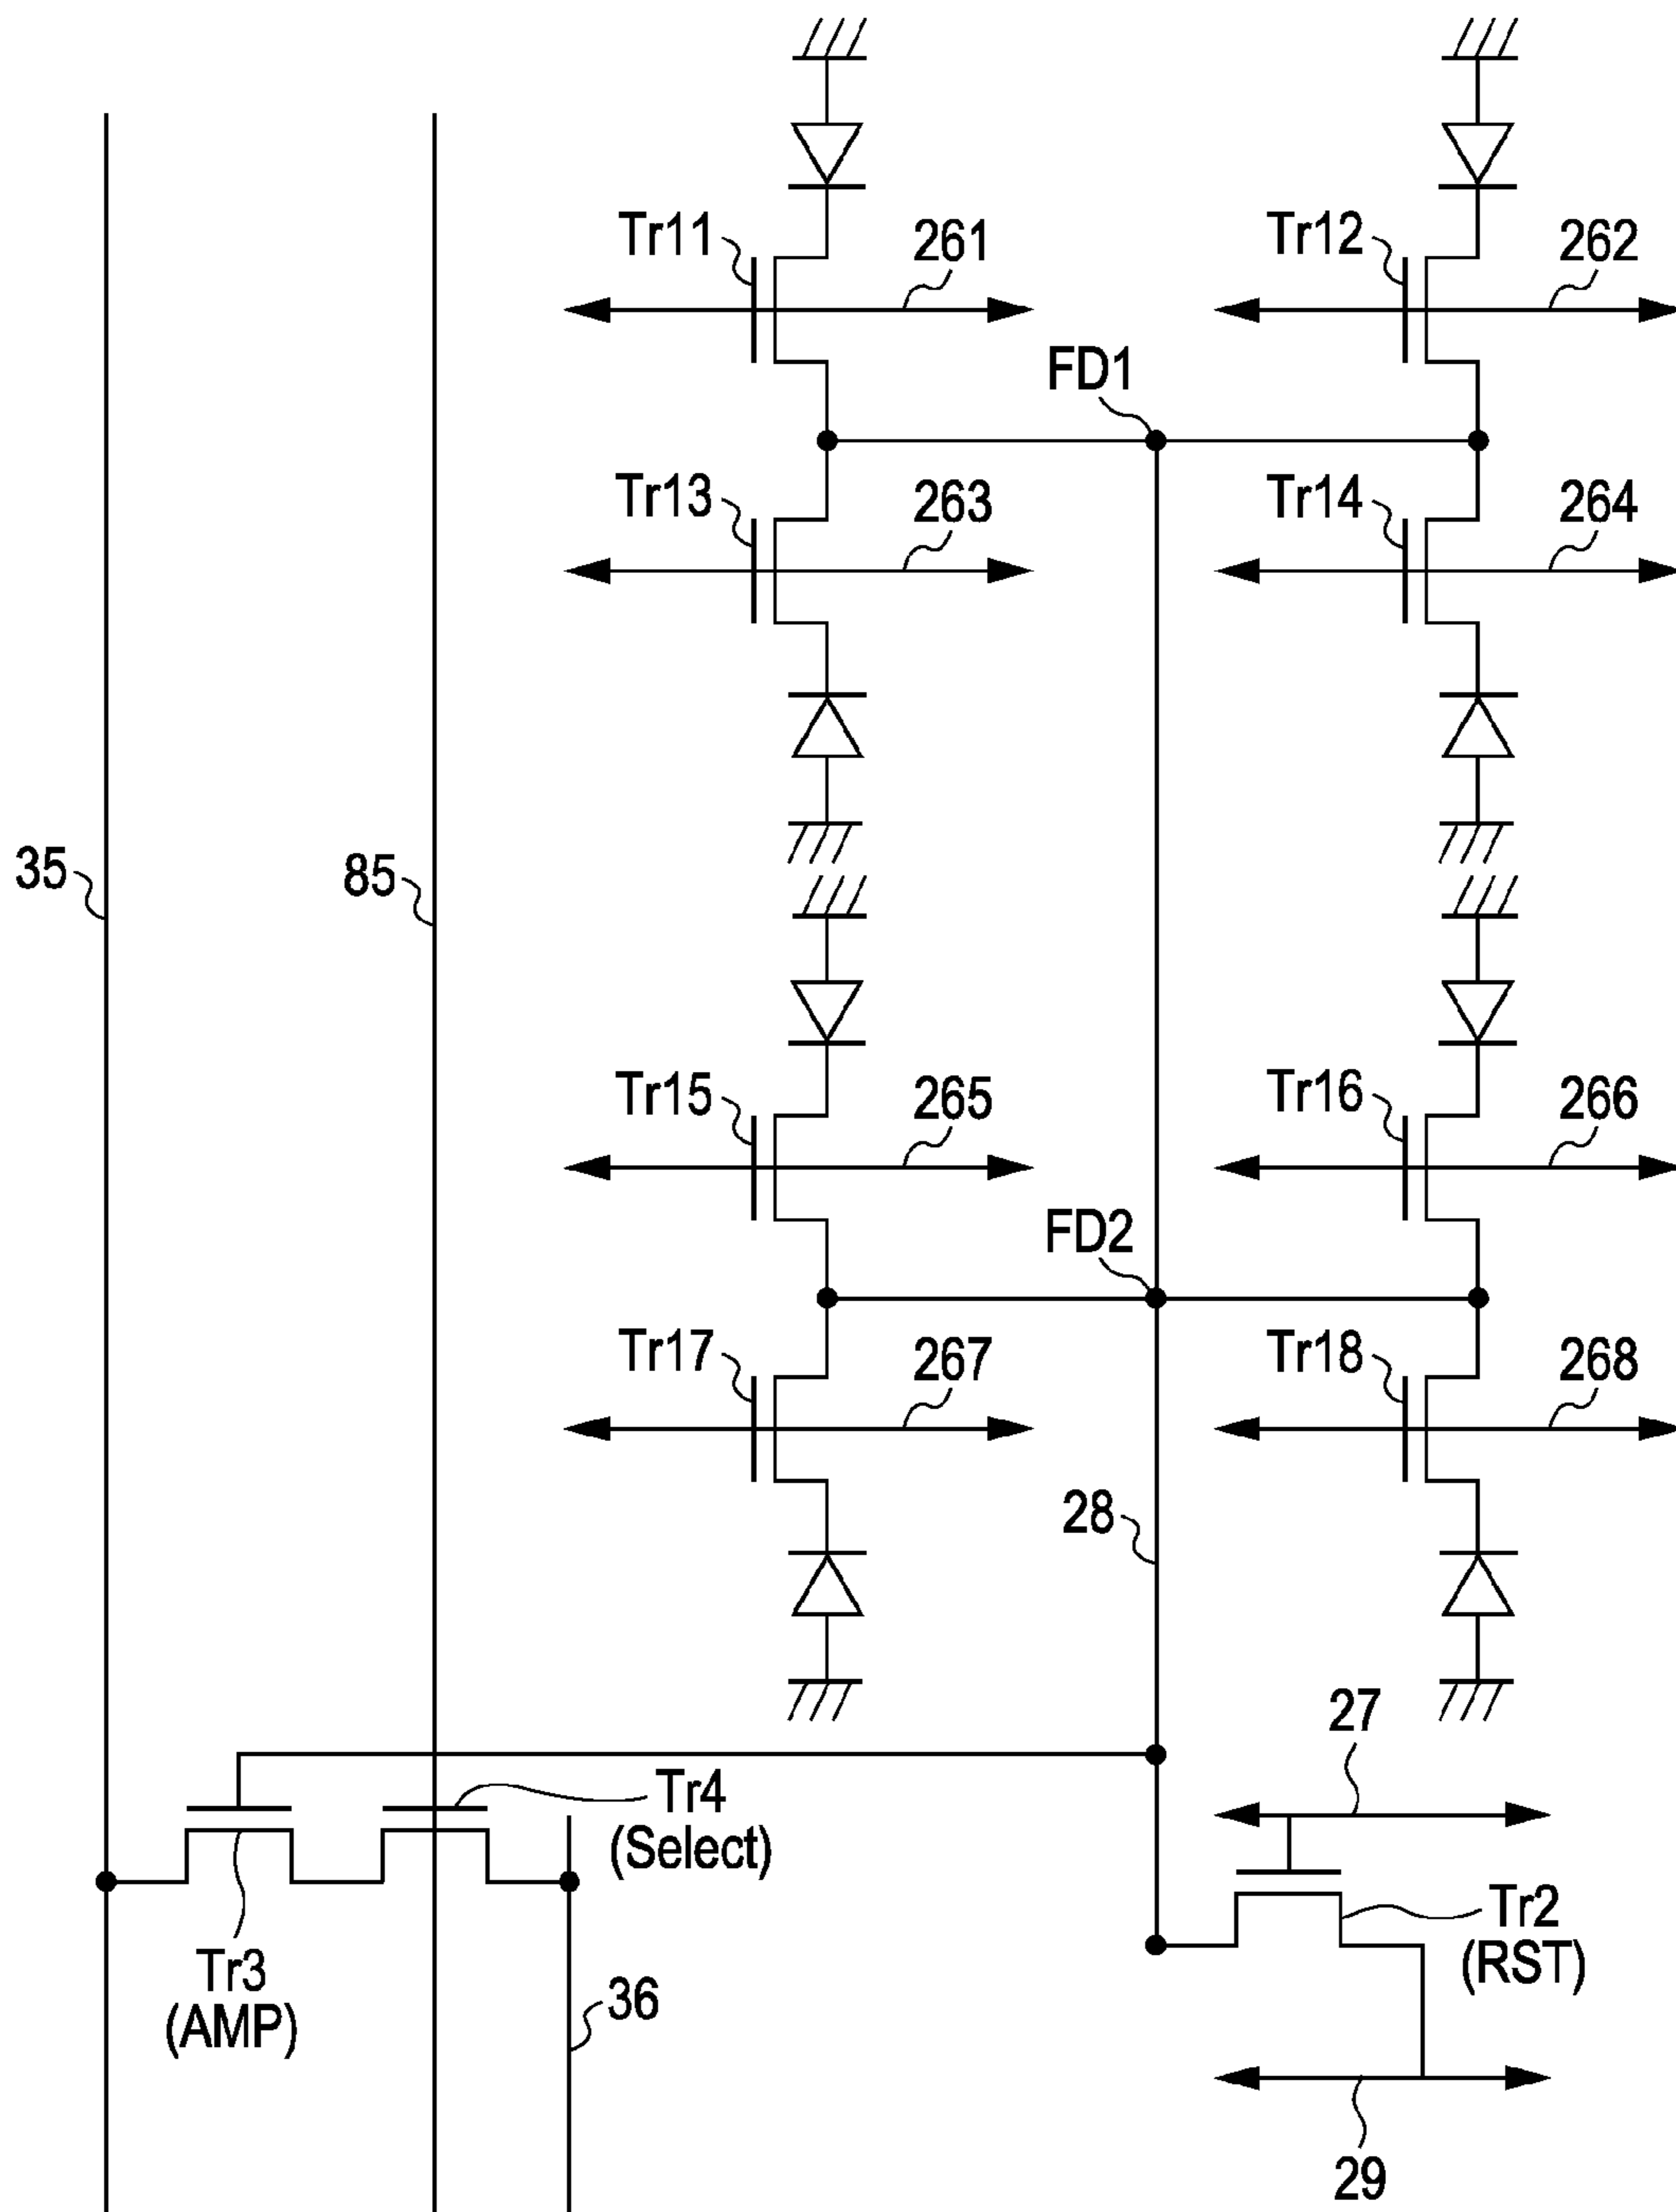 Tr11
261
Tr12
262
FD1
Tr13
263
Tr14
264
35
85
Tr15
265
Tr16
266
FD2
Tr17
267
Tr18
268
28
27
Tr4
(Select)
Tr2
(RST)
Tr3
(AMP)
36
29